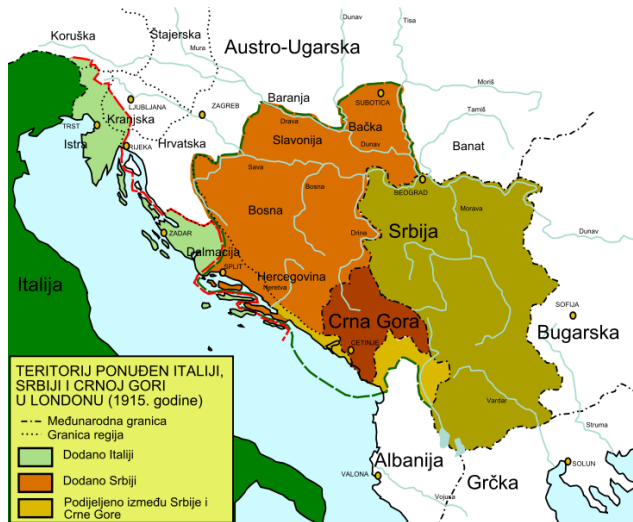 Koruška
Štajerska
Mura
Dunav
Tisa
Austro-Ugarska
Moriš
SUBOTICA
Baranja
LJUBLJANA
ZAGREB
Bačka
Tamiš
Drava
Kranjska
TRST
Slavonija
Dunav
Banat
Istra
RIJEKA
Hrvatska
Sava
Bosna
BEOGRAD
Morava
Bosna
Srbija
Drina
Dunav
ZADAR
Dalmacija
SPLIT
Hercegovina
Neretva
Italija
SOFIJA
Crna Gora
Bugarska
CETINJE
Vardar
Struma
Albanija
SOLUN
VALONA
Grčka
Vojusa
TERITORIJ PONUĐEN ITALIJI,
SRBIJI I CRNOJ GORI
U LONDONU (1915. godine)
Međunarodna granica
Granica regija
Dodano Italiji
Dodano Srbiji
Podijeljeno između Srbije i
Crne Gore